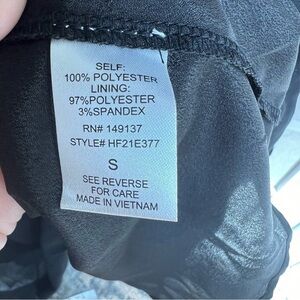 SELF:
100% POLYESTER
LINING:
97%POLYESTER
3%SPANDEX
RN# 149137
STYLE# HF21E377
S
SEE REVERSE
FOR CARE
MADE IN VIETNAM